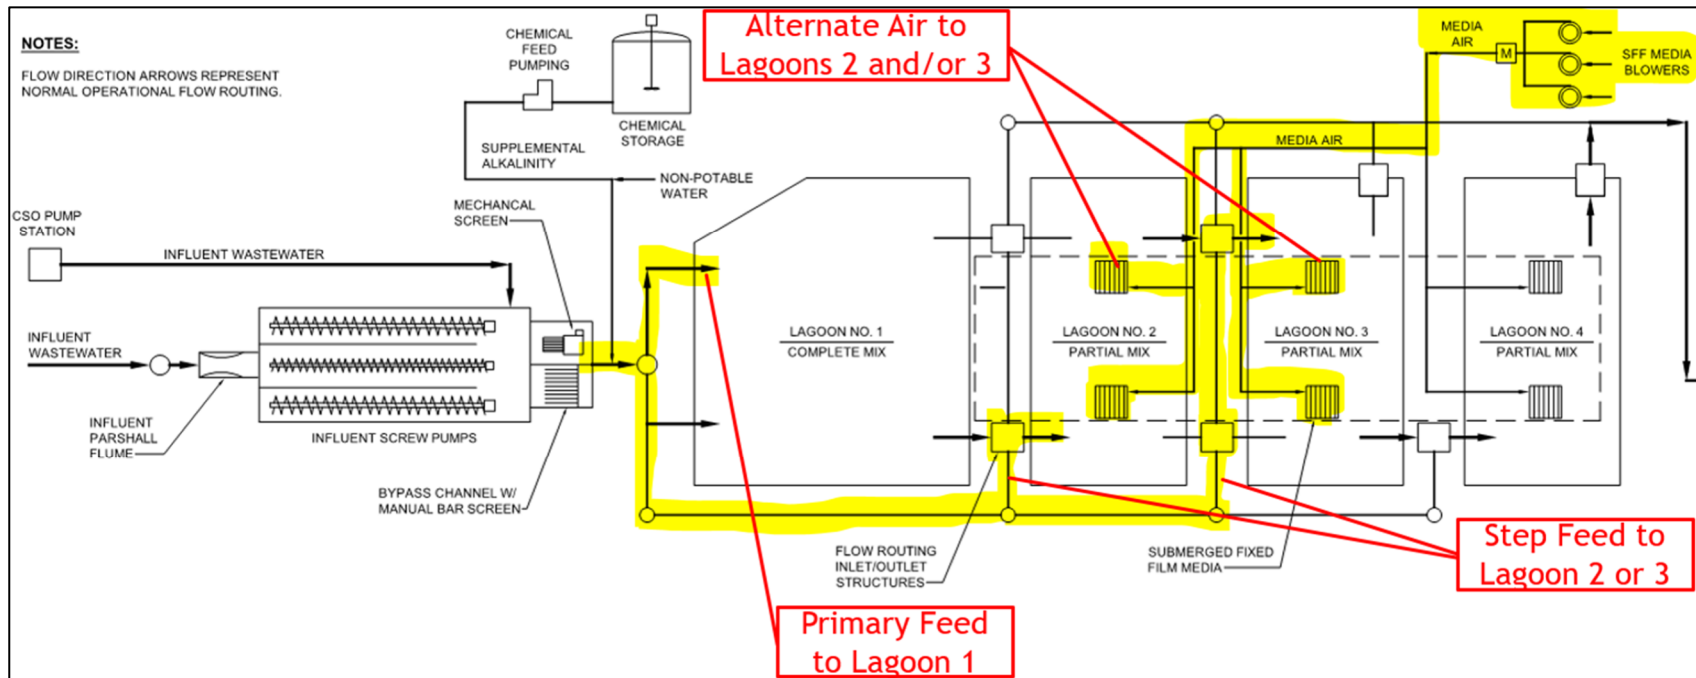 NOTES:
FLOW DIRECTION ARROWS REPRESENT
NORMAL OPERATIONAL FLOW ROUTING.
CHEMICAL
FEED
PUMPING
CHEMICAL
STORAGE
SUPPLEMENTAL
ALKALINITY
NON-POTABLE
WATER
MECHANCAL
SCREEN
CSO PUMP
STATION
INFLUENT WASTEWATER
INFLUENT
WASTEWATER
INFLUENT
PARSHALL
FLUME
INFLUENT SCREW PUMPS
BYPASS CHANNEL W/
MANUAL BAR SCREEN
Alternate Air to
Lagoons 2 and/or 3
MEDIA
AIR
M
SFF MEDIA
BLOWERS
MEDIA AIR
LAGOON NO. 1
COMPLETE MIX
LAGOON NO. 2
PARTIAL MIX
LAGOON NO. 3
PARTIAL MIX
LAGOON NO. 4
PARTIAL MIX
FLOW ROUTING
INLET/OUTLET
STRUCTURES
SUBMERGED FIXED
FILM MEDIA
Step Feed to
Lagoon 2 or 3
Primary Feed
to Lagoon 1